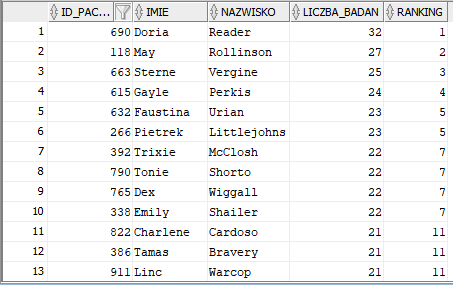 ID_PAC... IMIE NAZWISKO LICZBA_BADAN RANKING
1 690 Doria Reader 32 1
2 118 May Rollinson 27 2
3 663 Sterne Vergine 25 3
4 615 Gayle Perkis 24 4
5 632 Faustina Urian 23 5
6 266 Pietrek Littlejohns 23 5
7 392 Trixie McClosh 22 7
8 790 Tonie Shorto 22 7
9 765 Dex Wiggall 22 7
10 338 Emily Shailer 22 7
11 822 Charlene Cardoso 21 11
12 386 Tamas Bravery 21 11
13 911 Linc Warcop 21 11